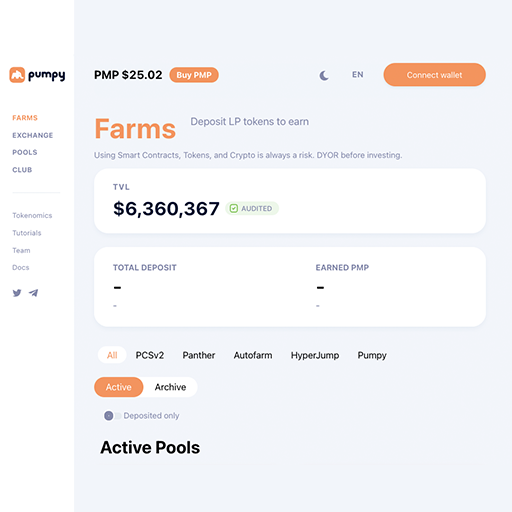 pumpy
PMP $25.02
Buy PMP
EN
Connect wallet
FARMS
EXCHANGE
POOLS
CLUB
Tokenomics
Tutorials
Team
Docs
Farms
Deposit LP tokens to earn
Using Smart Contracts, Tokens, and Crypto is always a risk. DYOR before investing.
TVL
$6,360,367
AUDITED
TOTAL DEPOSIT
EARNED PMP
-
-
-
-
All PCSv2 Panther Autofarm HyperJump Pumpy
Active Archive
Deposited only
Active Pools